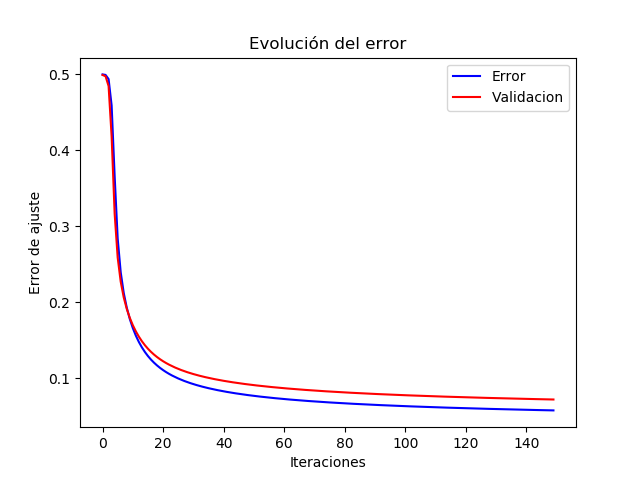 Evolución del error
Error
Validacion
Error de ajuste
0.5
0.4
0.3
0.2
0.1
0 20 40 60 80 100 120 140
Iteraciones